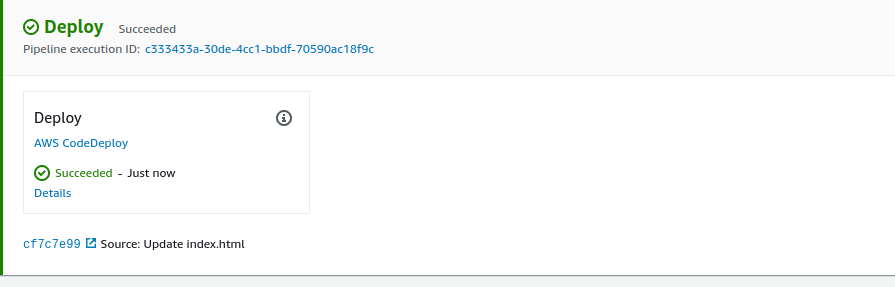 Deploy Succeeded
Pipeline execution ID: c333433a-30de-4cc1-bbdf-70590ac18f9c
Deploy
AWS CodeDeploy
Succeeded - Just now
Details
cf7c7e99 Source: Update index.html